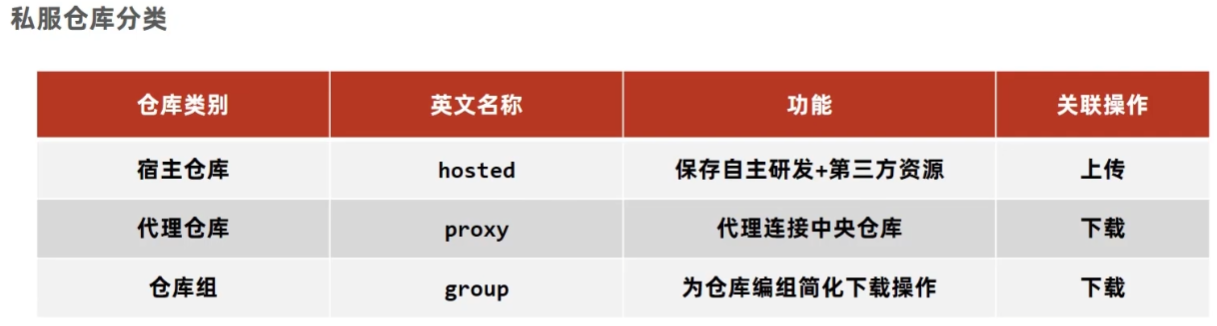 私服仓库分类
仓库类别 英文名称 功能 关联操作
宿主仓库 hosted 保存自主研发+第三方资源 上传
代理仓库 proxy 代理连接中央仓库 下载
仓库组 group 为仓库编组简化下载操作 下载